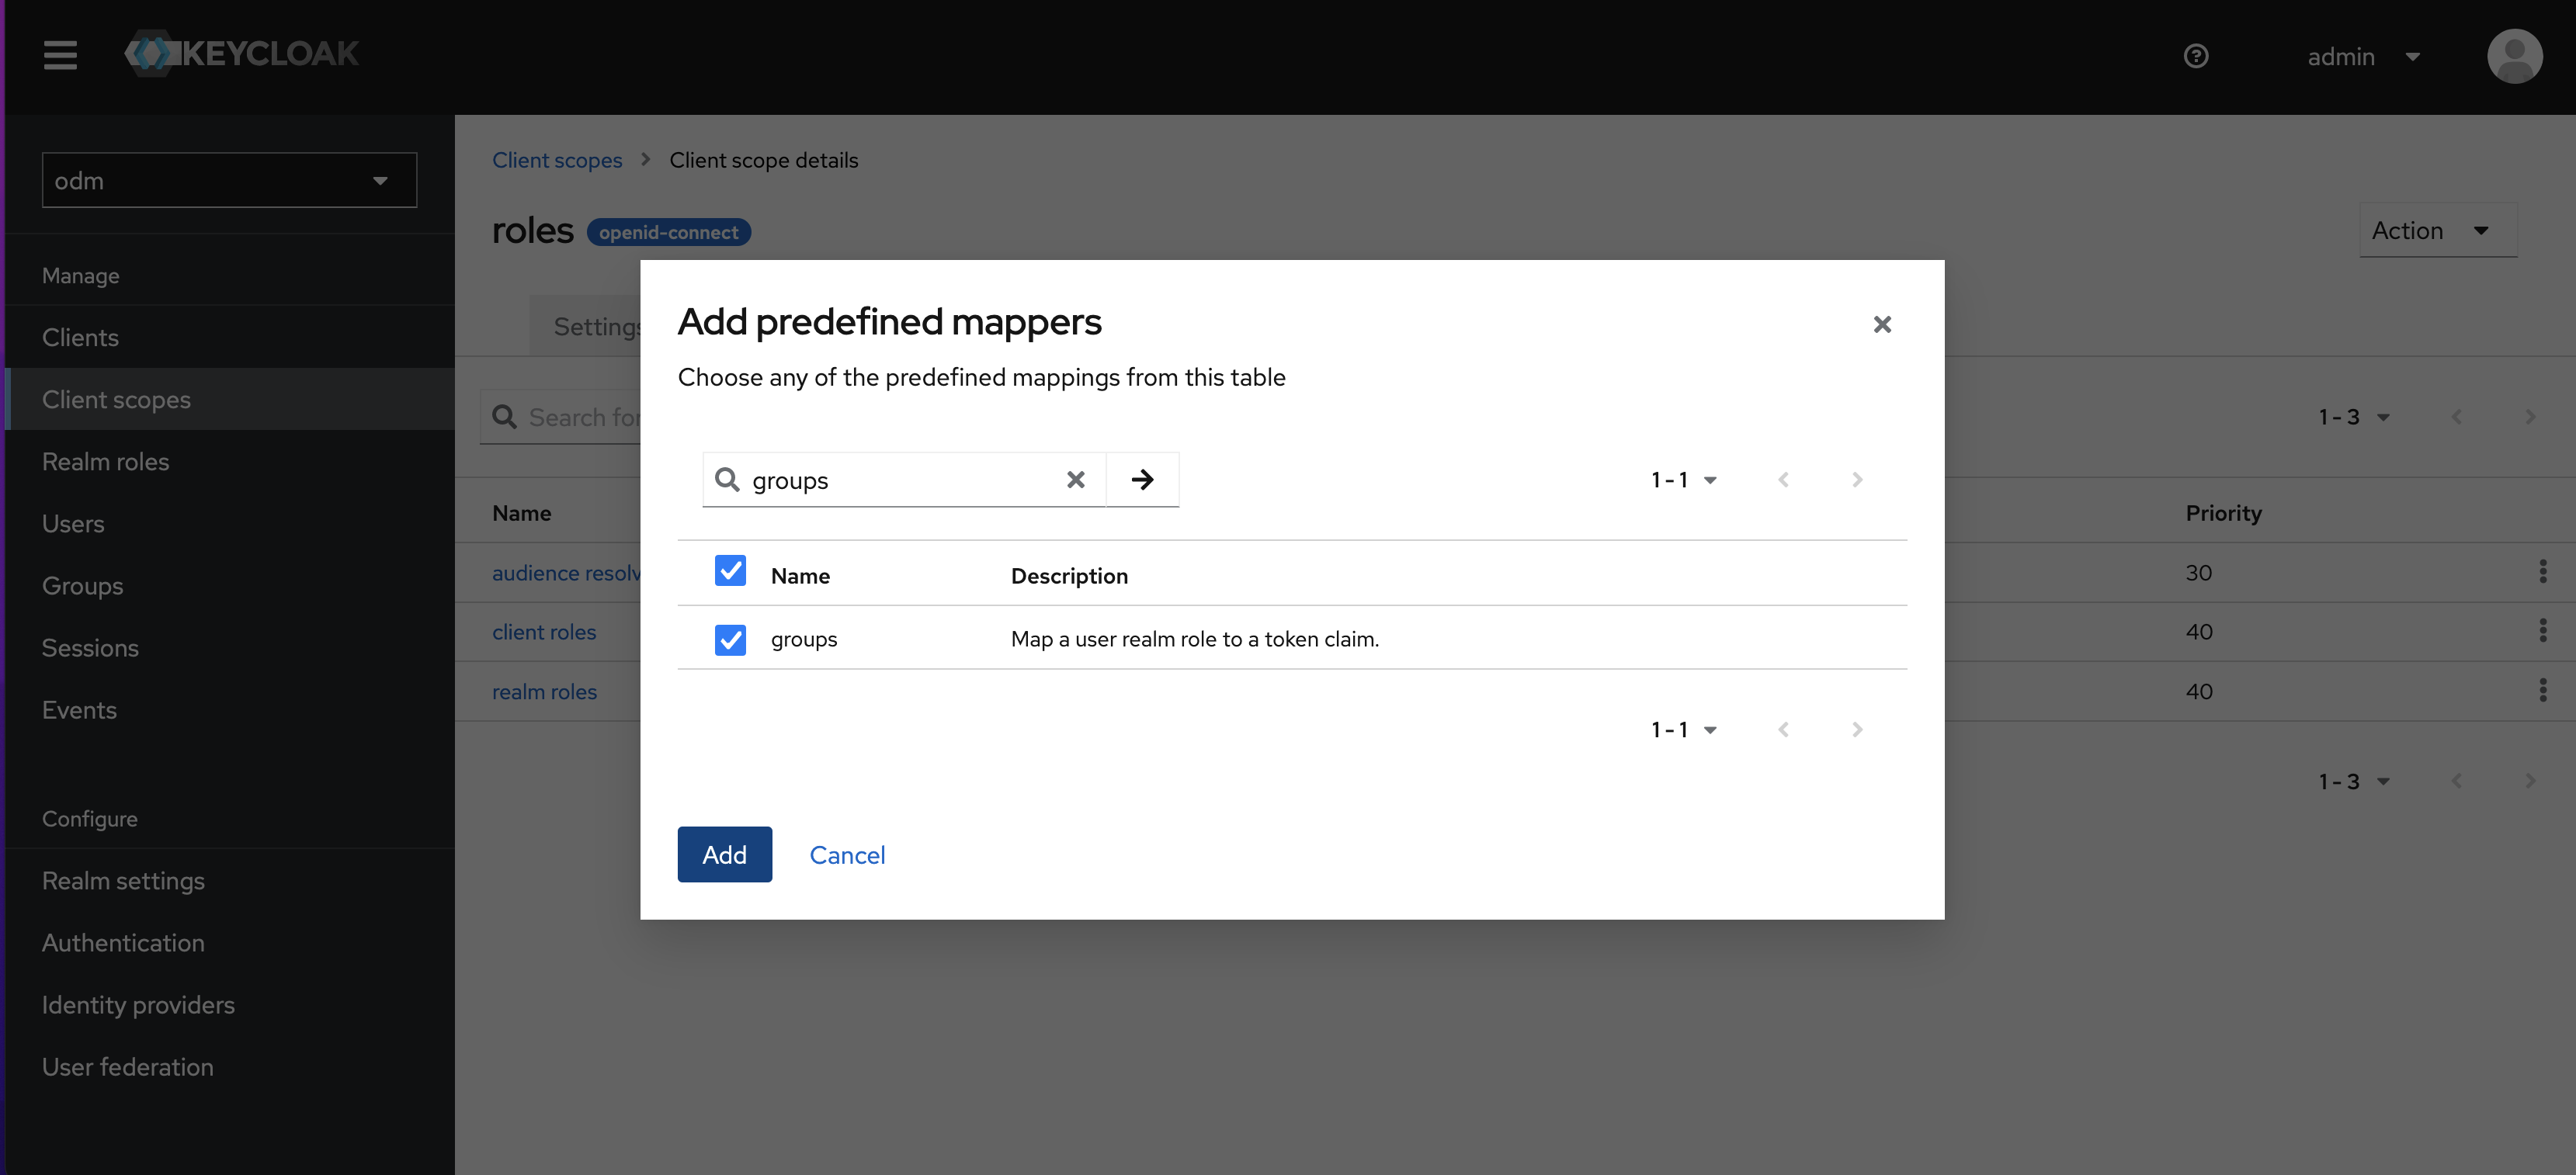 KEYCLOAK
admin
odm
Manage
Clients
Client scopes
Realm roles
Users
Groups
Sessions
Events
Configure
Realm settings
Authentication
Identity providers
User federation
Client scopes Client scope details
roles openid-connect
Action
Settings
Search for
1 - 3
Name Priority
audience resolv 30
client roles 40
realm roles 40
1 - 3
Add predefined mappers
Choose any of the predefined mappings from this table
groups 1 - 1
Name Description
groups Map a user realm role to a token claim.
1 - 1
Add Cancel